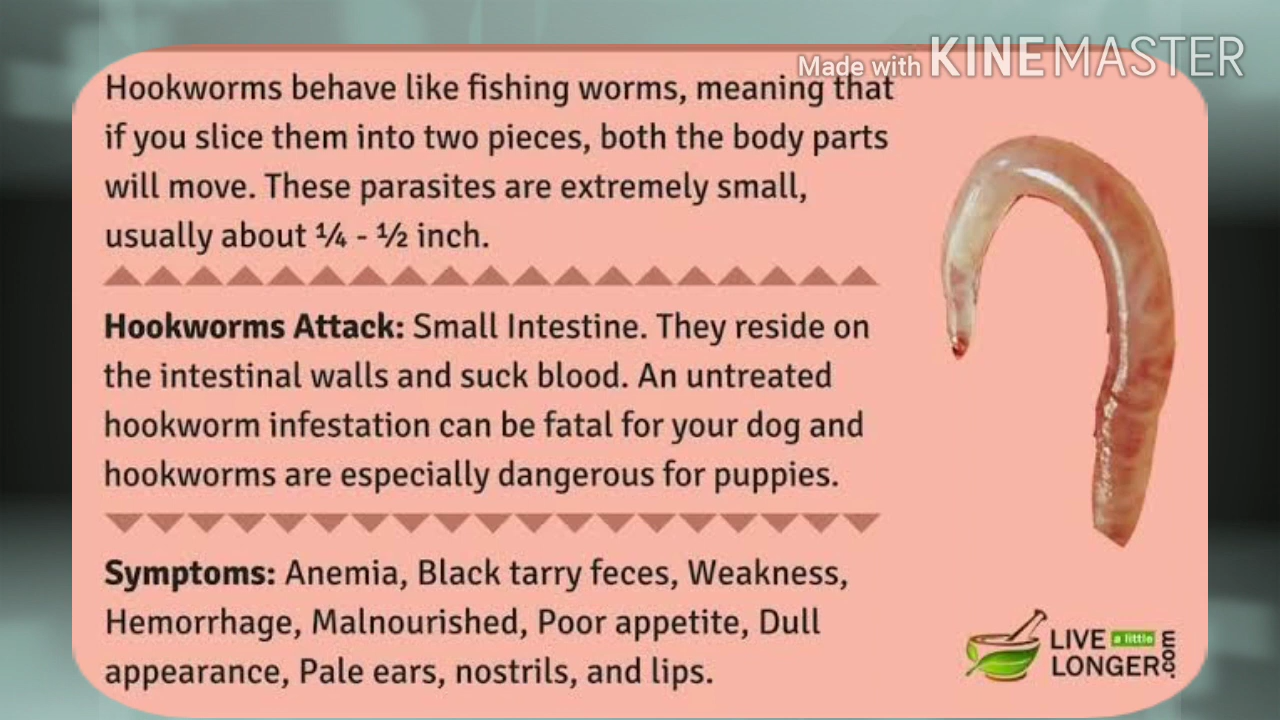 Made with KINEMASTER
Hookworms behave like fishing worms, meaning that
if you slice them into two pieces, both the body parts
will move. These parasites are extremely small,
usually about ¼ - ½ inch.
Hookworms Attack: Small Intestine. They reside on
the intestinal walls and suck blood. An untreated
hookworm infestation can be fatal for your dog and
hookworms are especially dangerous for puppies.
Symptoms: Anemia, Black tarry feces, Weakness,
Hemorrhage, Malnourished, Poor appetite, Dull
appearance, Pale ears, nostrils, and lips.
LIVE a little
LONGER.com